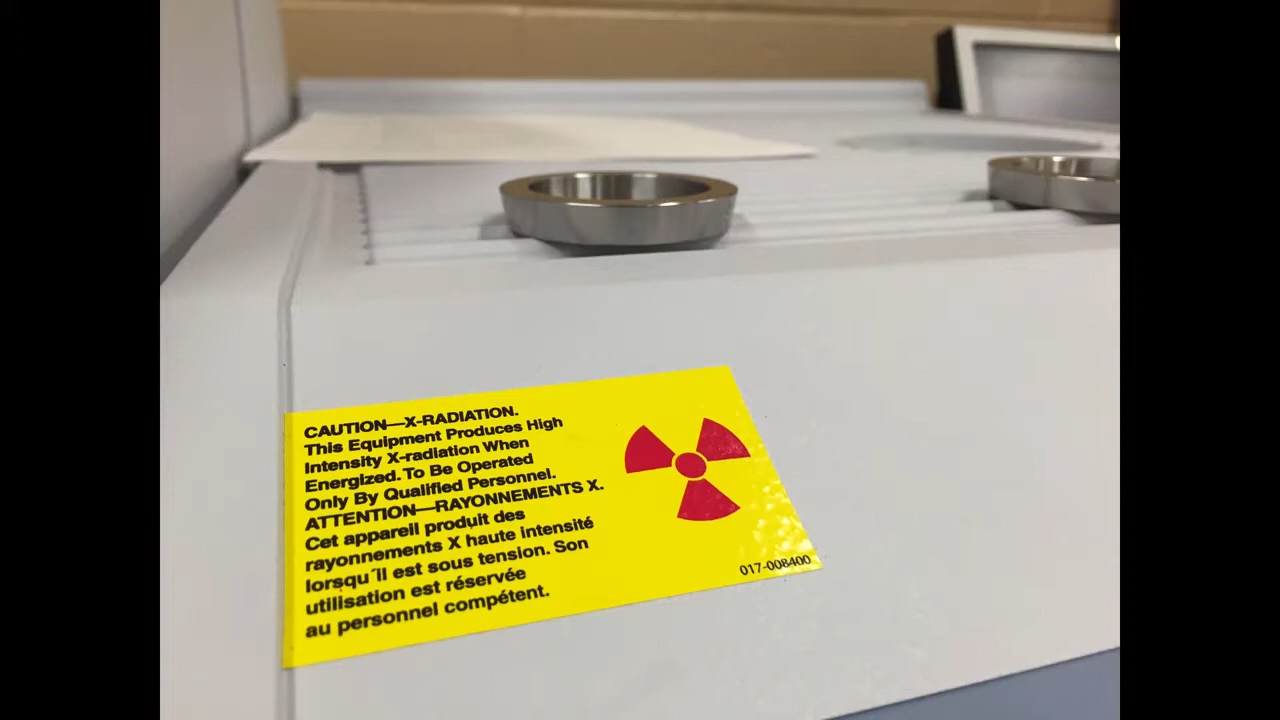 CAUTION—X-RADIATION.
This Equipment Produces High
Intensity X-radiation When
Energized. To Be Operated
Only By Qualified Personnel.
ATTENTION—RAYONNEMENTS X.
Cet appareil produit des
rayonnements X haute intensité
lorsqu´il est sous tension. Son
utilisation est réservée
au personnel compétent.
017-008400